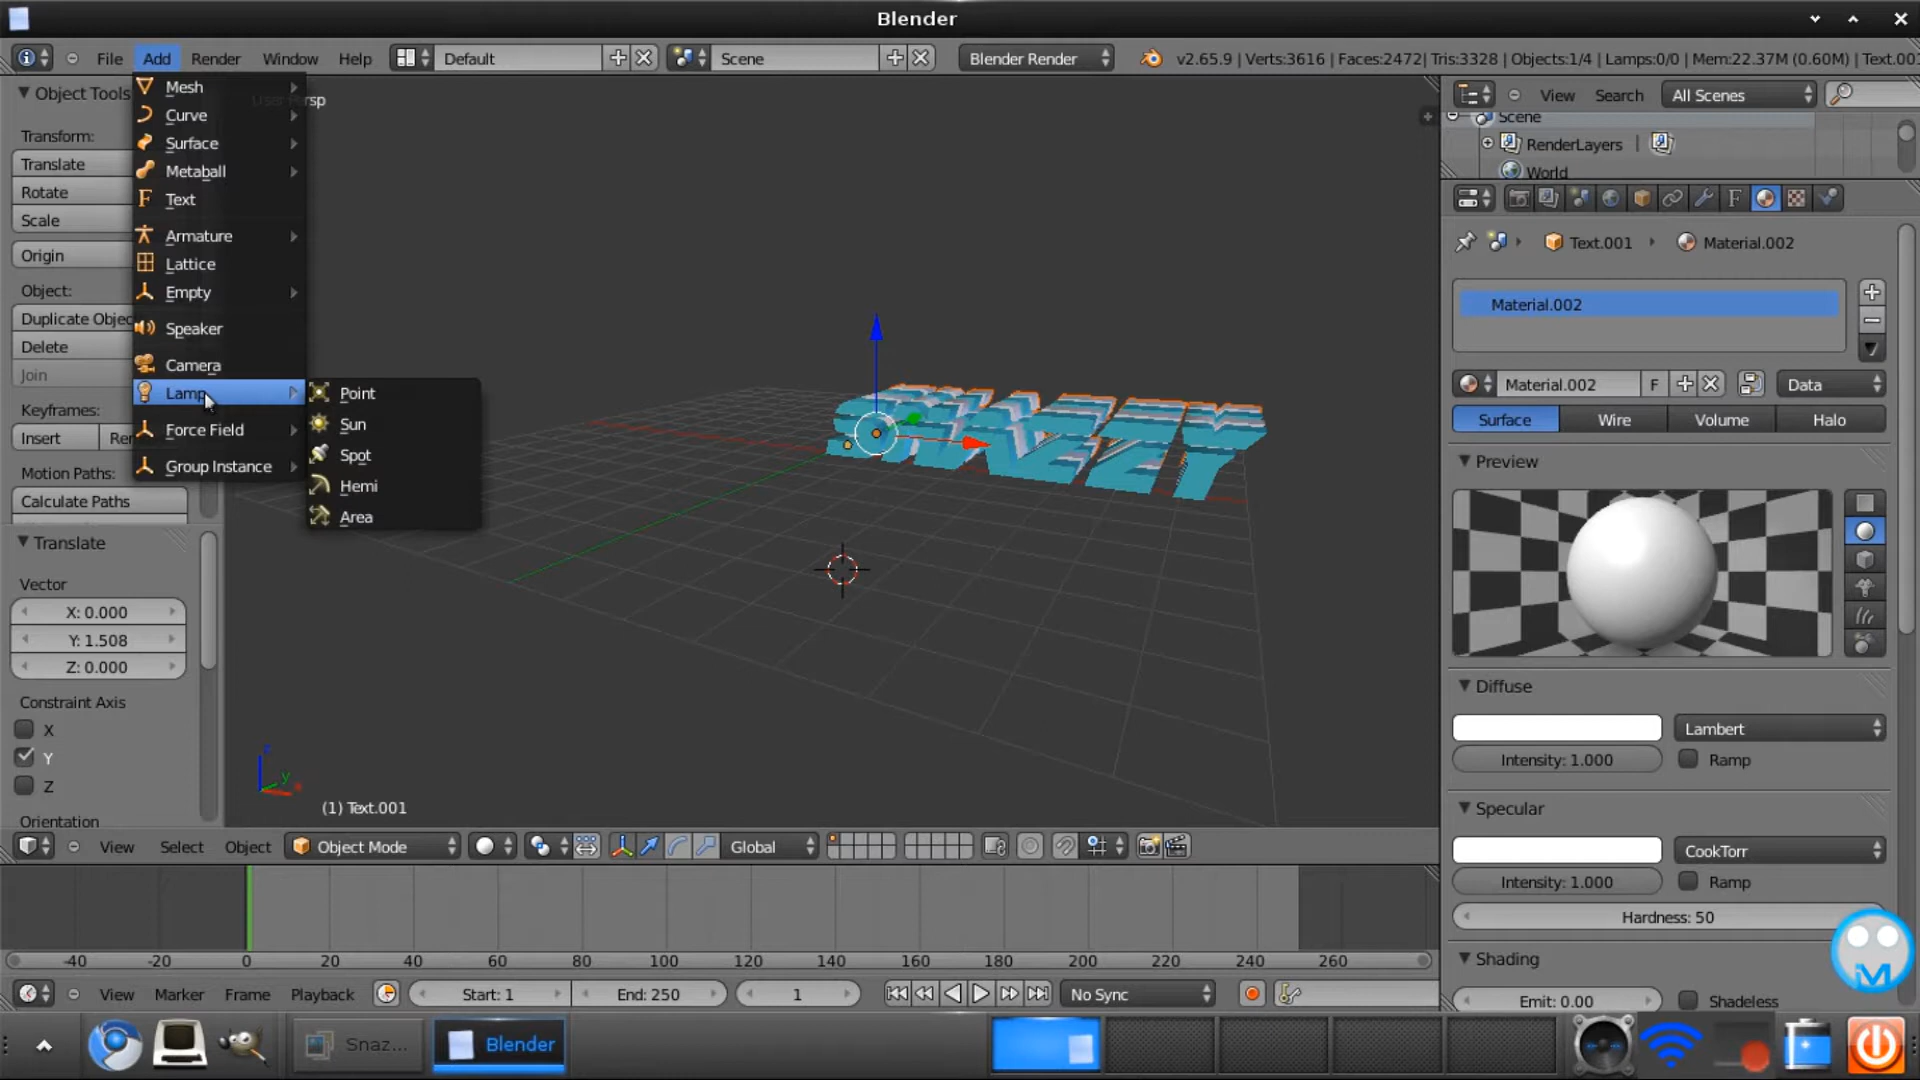 Blender
File Add Render Window Help Default Scene Blender Render v2.65.9 | Verts:3616 | Faces:2472| Tris:3328 | Objects:1/4 | Lamps:0/0 | Mem:22.37M (0.60M) | Text.00
Object Tools
Transform:
Translate
Rotate
Scale
Origin
Object:
Duplicate Objec
Delete
Join
Keyframes:
Insert Re
Motion Paths:
Calculate Paths
Translate
Vector
X: 0.000
Y: 1.508
Z: 0.000
Constraint Axis
X
Y
Z
Orientation
Mesh
Curve
Surface
Metaball
Text
Armature
Lattice
Empty
Speaker
Camera
Lamp
Force Field
Group Instance
Point
Sun
Spot
Hemi
Area
(1) Text.001
View Select Object Object Mode Global
-40 -20 0 20 40 60 80 100 120 140 160 180 200 220 240 260
View Marker Frame Playback Start: 1 End: 250 1 No Sync
View Search All Scenes
Scene
RenderLayers
World
Text.001 Material.002
Material.002
Material.002 F Data
Surface Wire Volume Halo
Preview
Diffuse
Lambert
Intensity: 1.000 Ramp
Specular
CookTorr
Intensity: 1.000 Ramp
Hardness: 50
Shading
Emit: 0.00 Shadeless
Snaz... Blender